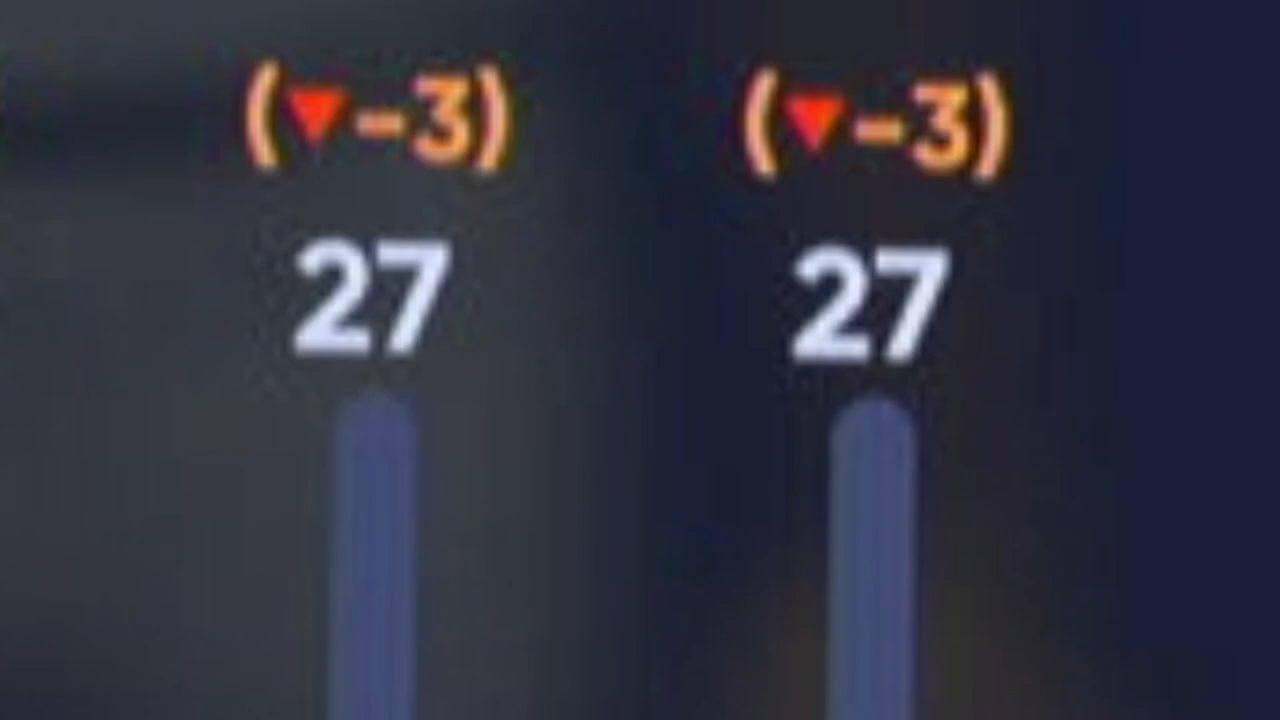 (▼-3) (▼-3)
27 27